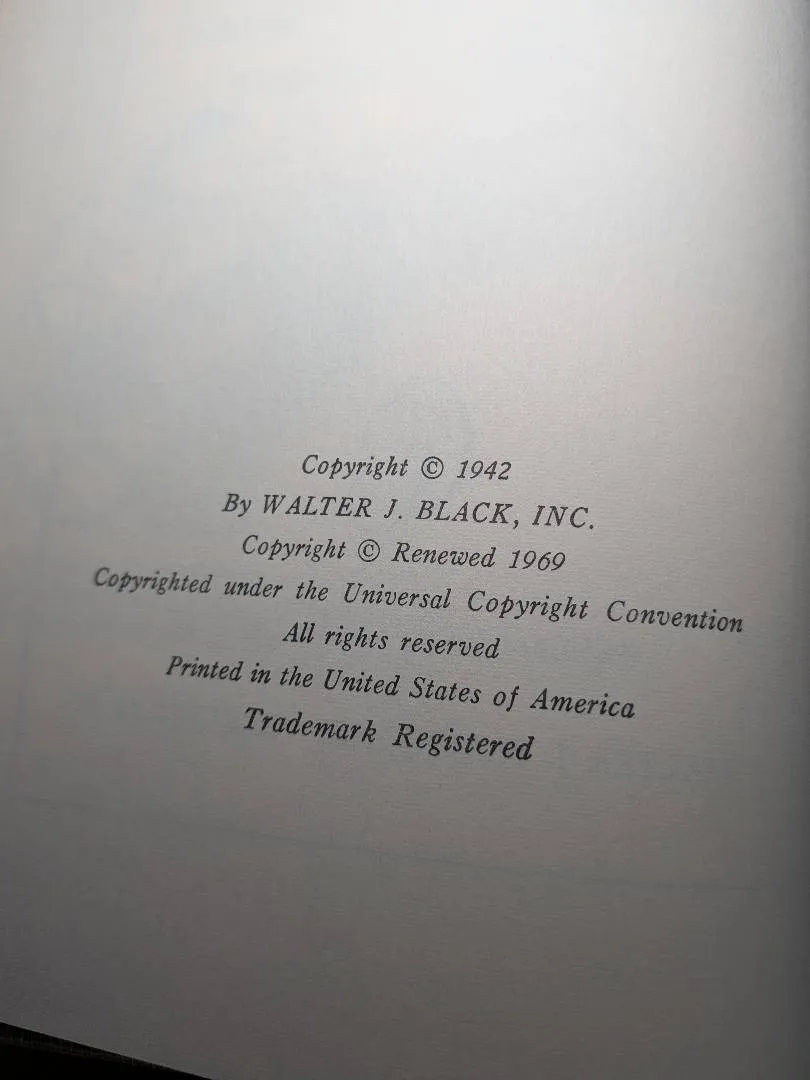 Copyright © 1942
By WALTER J. BLACK, INC.
Copyright © Renewed 1969
Copyrighted under the Universal Copyright Convention
All rights reserved
Printed in the United States of America
Trademark Registered